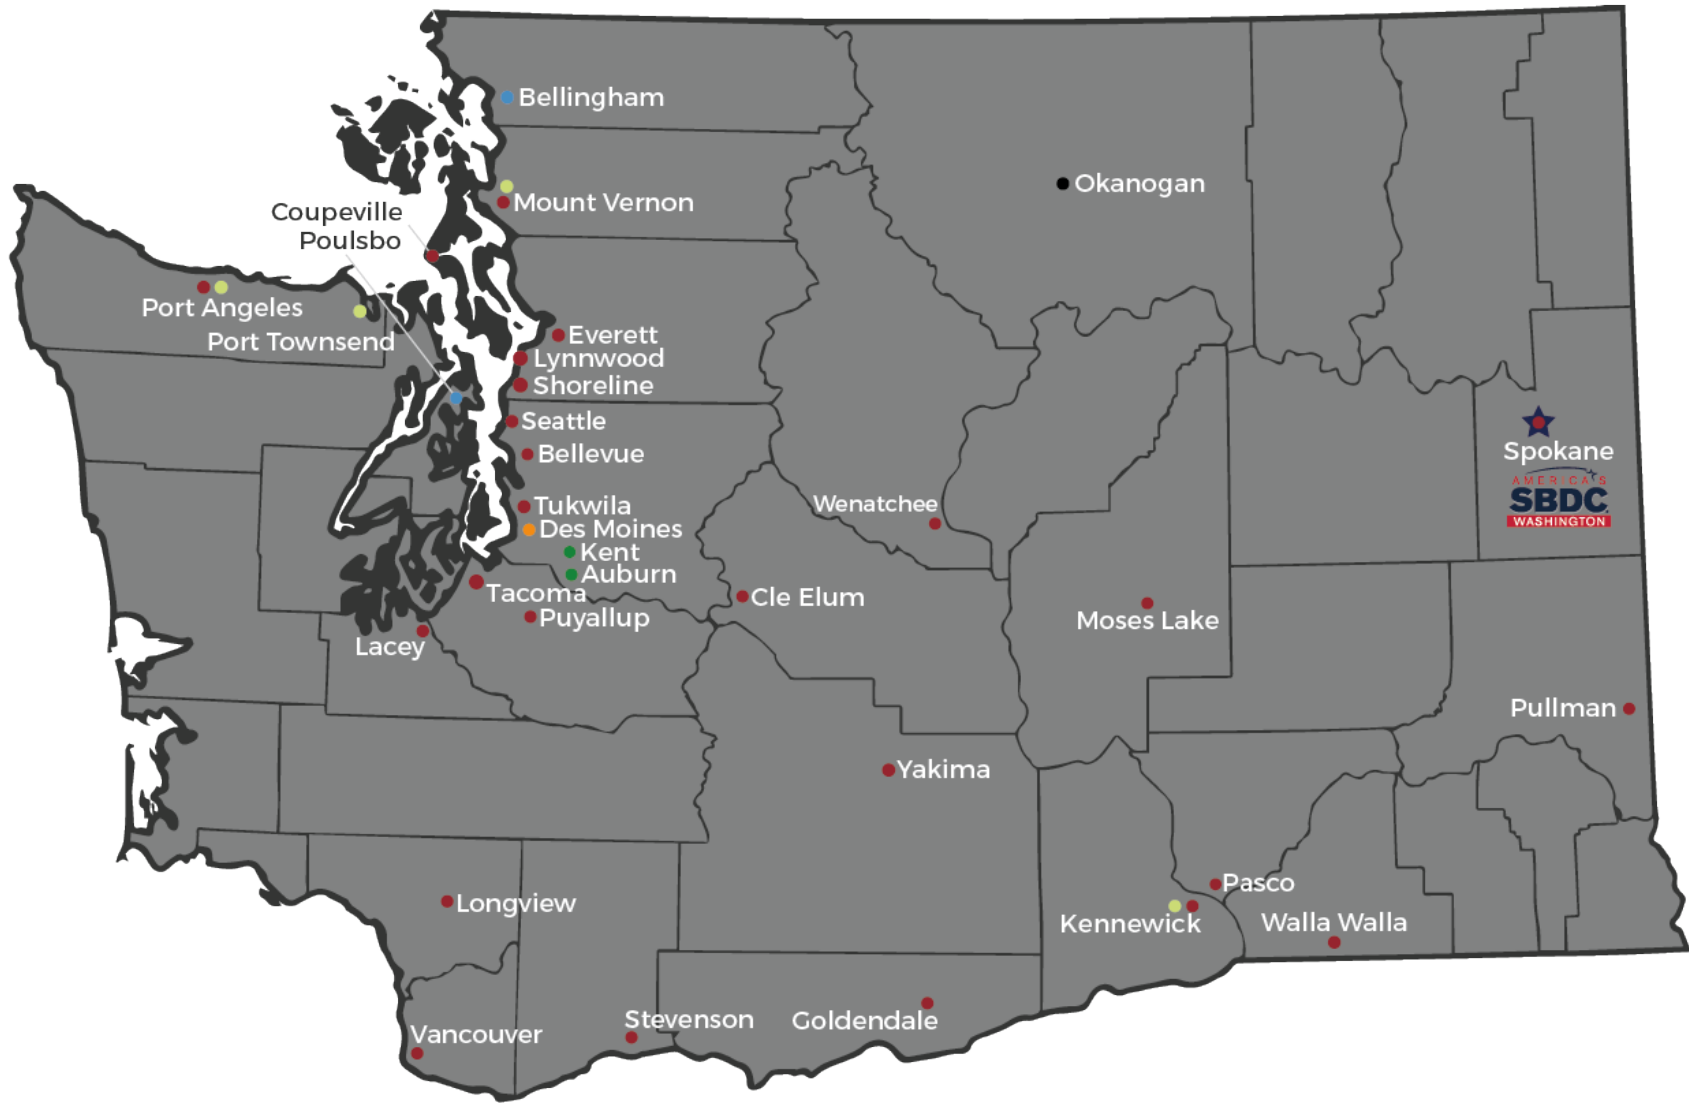 Bellingham
Okanogan
Mount Vernon
Coupeville
Poulsbo
Port Angeles
Port Townsend
Everett
Lynnwood
Shoreline
Seattle
Bellevue
Spokane
AMERICA'S
SBDC
WASHINGTON
Wenatchee
Tukwila
Des Moines
Kent
Auburn
Tacoma
Cle Elum
Puyallup
Moses Lake
Lacey
Pullman
Yakima
Pasco
Longview
Kennewick
Walla Walla
Stevenson
Goldendale
Vancouver